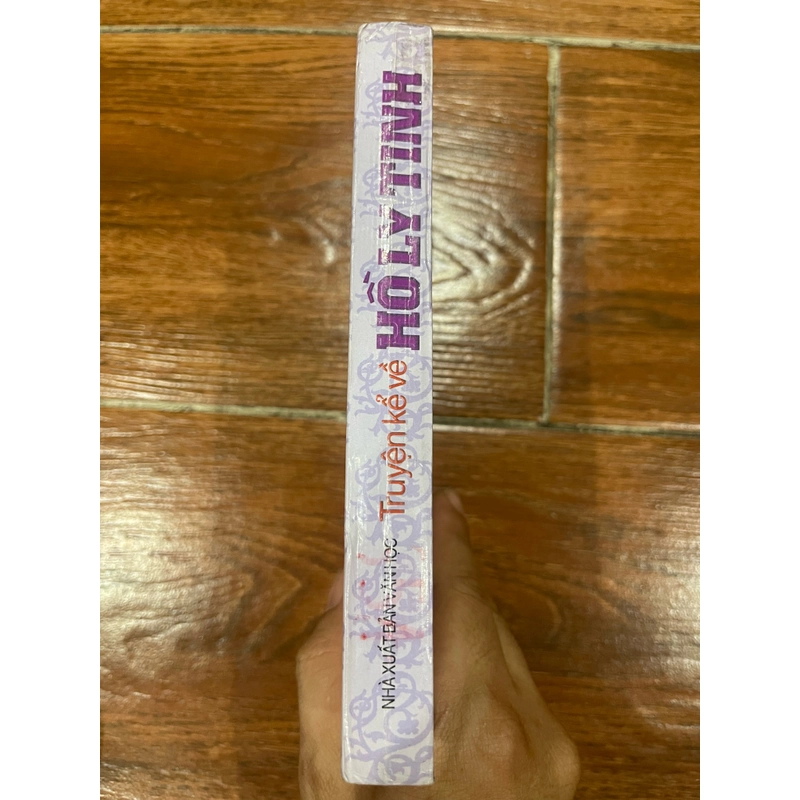 NHÀ XUẤT BẢN VĂN HỌC
Truyện kể về
HỒ LY TINH